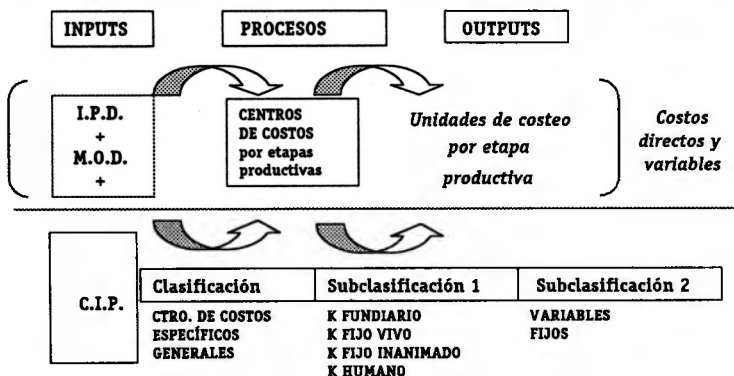 INPUTS PROCESOS OUTPUTS
I.P.D.
+
M.O.D.
+
CENTROS
DE COSTOS
por etapas
productivas
Unidades de costeo
por etapa
productiva
Costos
directos y
variables
C.I.P.
Clasificación Subclasificación 1 Subclasificación 2
CTRO. DE COSTOS K FUNDIARIO VARIABLES
ESPECÍFICOS K FIJO VIVO FIJOS
GENERALES K FIJO INANIMADO
K HUMANO